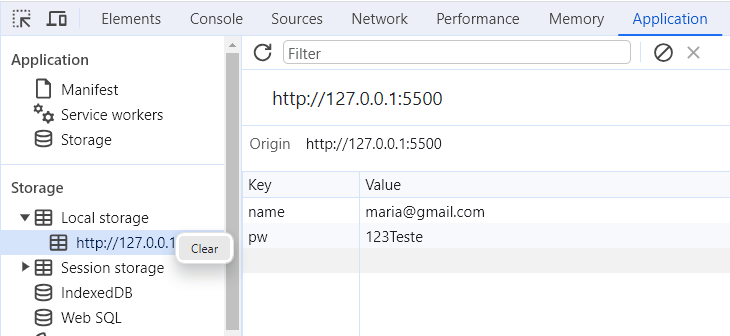 Elements Console Sources Network Performance Memory Application
Application
Manifest
Service workers
Storage
Storage
Local storage
http://127.0.0.1
Clear
Session storage
IndexedDB
Web SQL
Filter
http://127.0.0.1:5500
Origin http://127.0.0.1:5500
Key Value
name maria@gmail.com
pw 123Teste